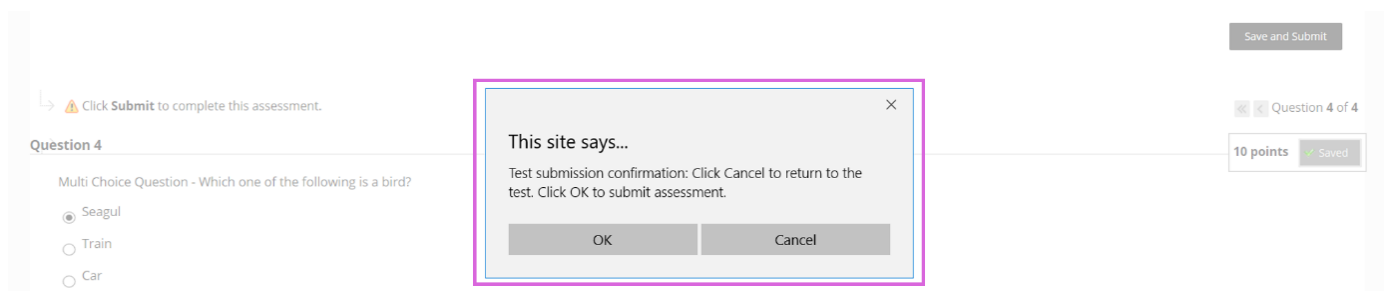 Save and Submit
Click Submit to complete this assessment.
Question 4 of 4
Question 4
10 points Saved
Multi Choice Question - Which one of the following is a bird?
Seagul
Train
Car
This site says...
Test submission confirmation: Click Cancel to return to the
test. Click OK to submit assessment.
OK Cancel